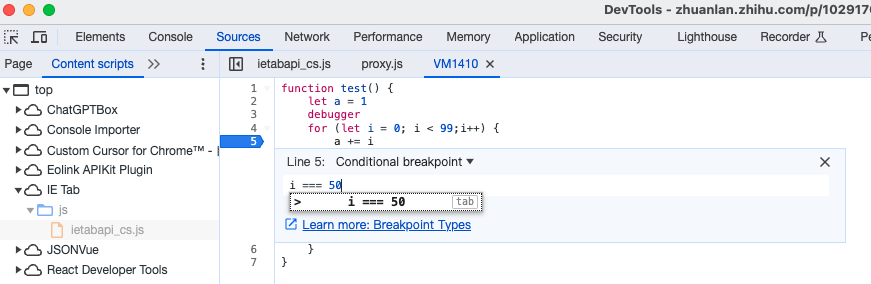 DevTools - zhuanlan.zhihu.com/p/102917
Elements Console Sources Network Performance Memory Application Security Lighthouse Recorder
Page Content scripts >> ietabapi_cs.js proxy.js VM1410
top
ChatGPTBox
Console Importer
Custom Cursor for Chrome™ -
Eolink APIKit Plugin
IE Tab
js
ietabapi_cs.js
JSONVue
React Developer Tools
1 function test() {
2 let a = 1
3 debugger
4 for (let i = 0; i < 99;i++) {
5 a += i
Line 5: Conditional breakpoint
i === 50
> i === 50 tab
Learn more: Breakpoint Types
6 }
7 }